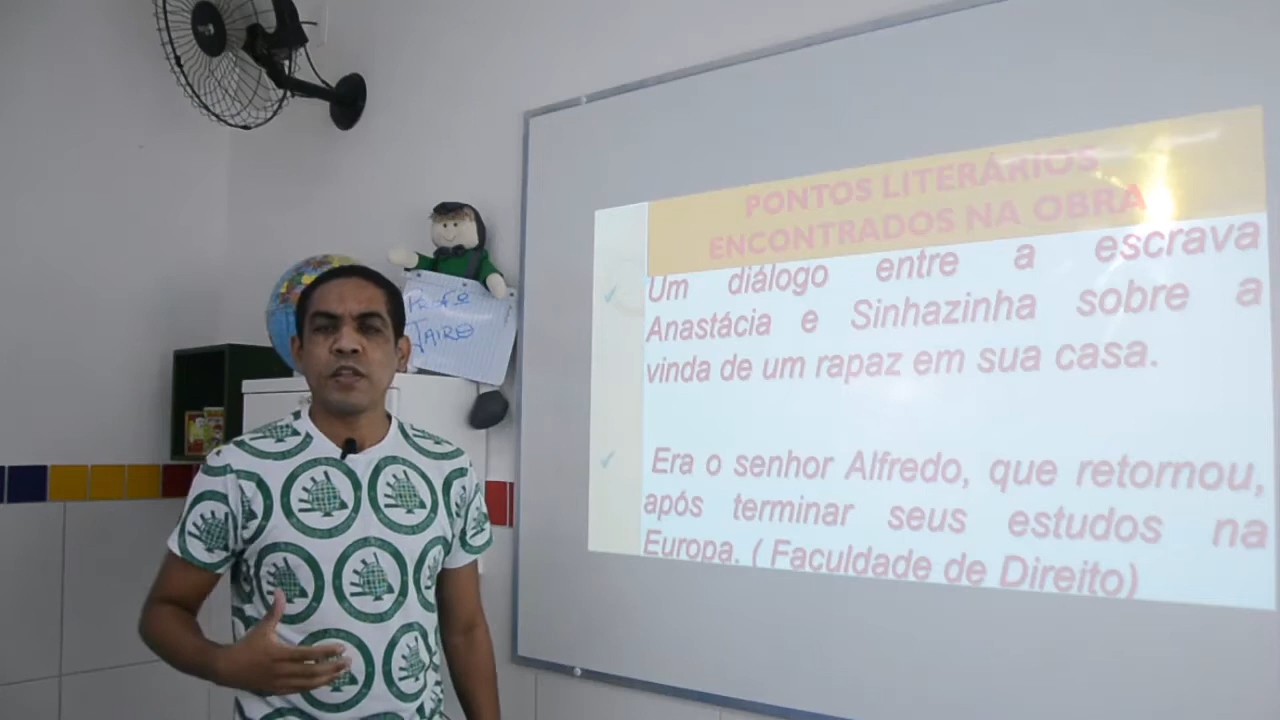 Profº
JAIRO
PONTOS LITERÁRIOS
ENCONTRADOS NA OBRA
Um diálogo entre a escrava
Anastácia e Sinhazinha sobre a
vinda de um rapaz em sua casa.
Era o senhor Alfredo, que retornou,
após terminar seus estudos na
Europa. ( Faculdade de Direito)